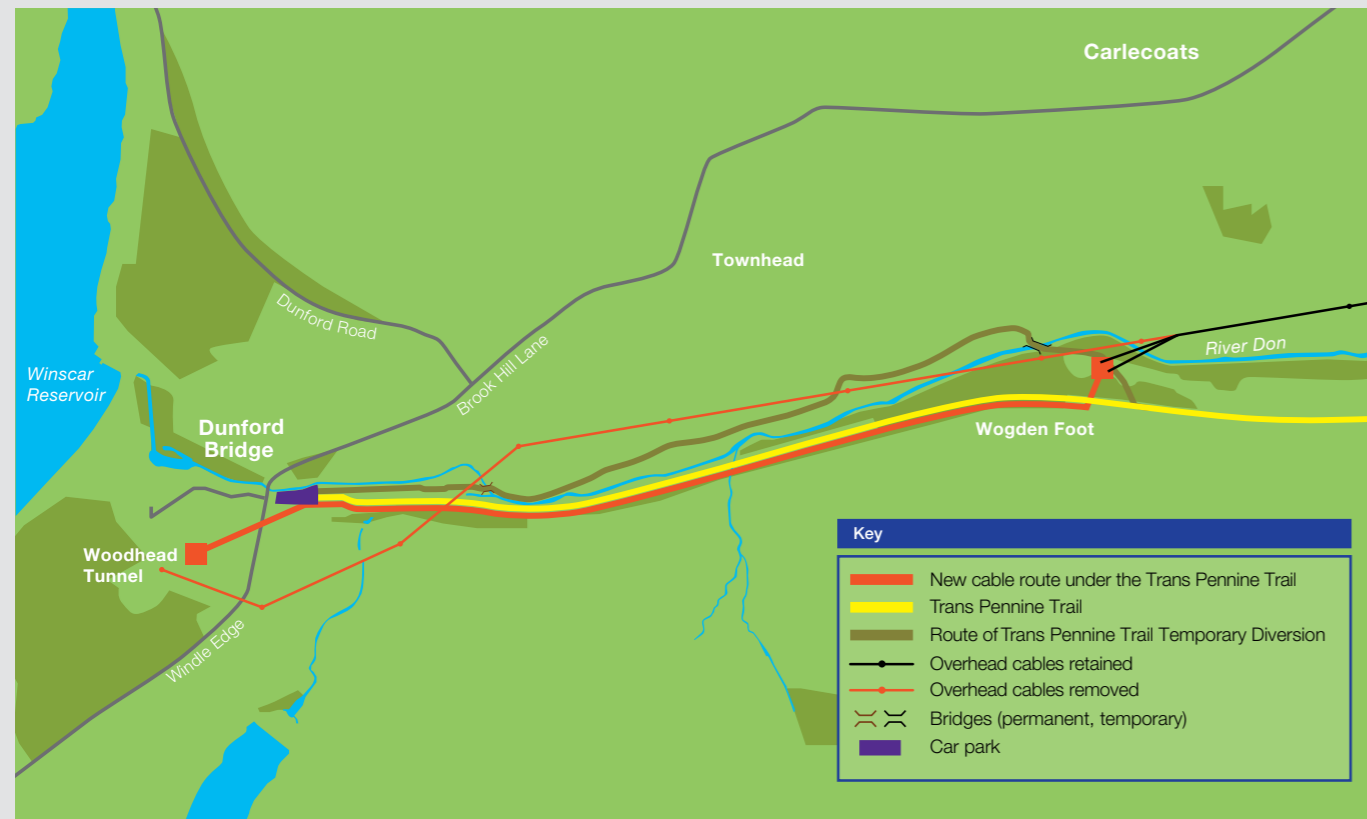 Carlecoats
Townhead
Dunford Road
Brook Hill Lane
River Don
Winscar
Reservoir
Dunford
Bridge
Wogden Foot
Woodhead
Tunnel
Windle Edge
Key
New cable route under the Trans Pennine Trail
Trans Pennine Trail
Route of Trans Pennine Trail Temporary Diversion
Overhead cables retained
Overhead cables removed
Bridges (permanent, temporary)
Car park